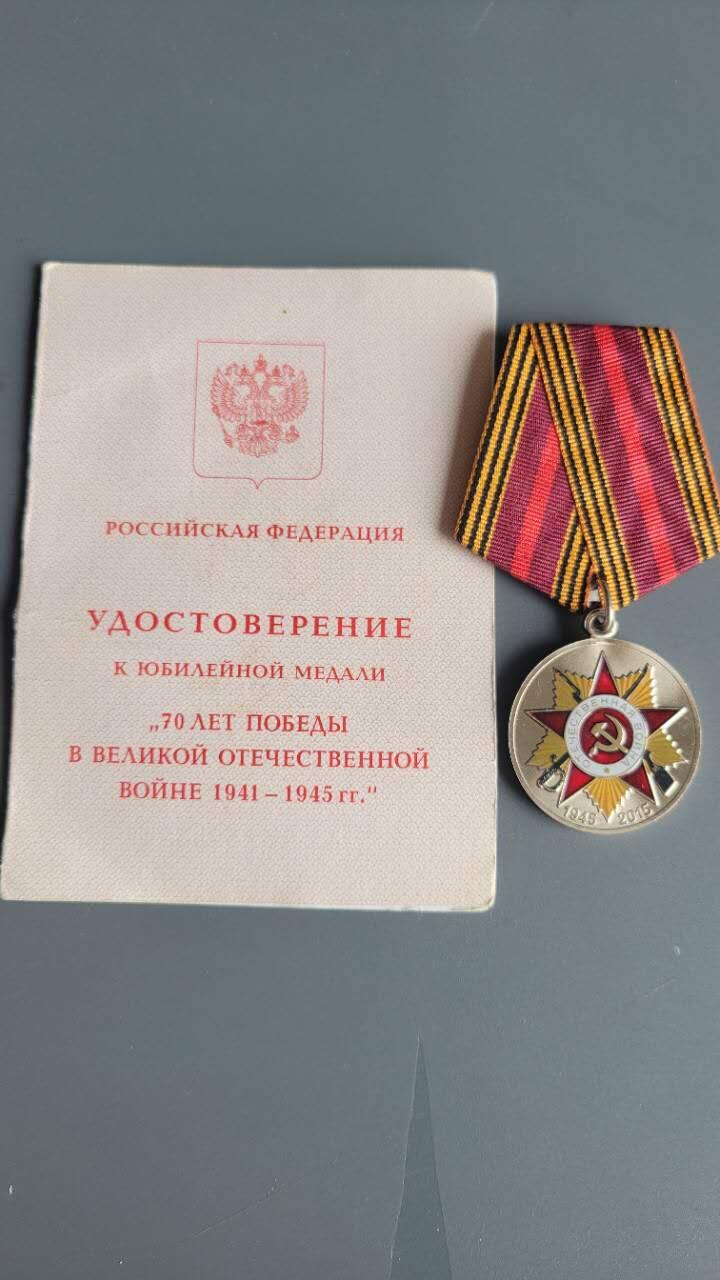 РОССИЙСКАЯ ФЕДЕРАЦИЯ
УДОСТОВЕРЕНИЕ
К ЮБИЛЕЙНОЙ МЕДАЛИ
„70 ЛЕТ ПОБЕДЫ
В ВЕЛИКОЙ ОТЕЧЕСТВЕННОЙ
ВОЙНЕ 1941 – 1945 гг."
ОТЕЧЕСТВЕННАЯ ВОЙНА
1945 2015